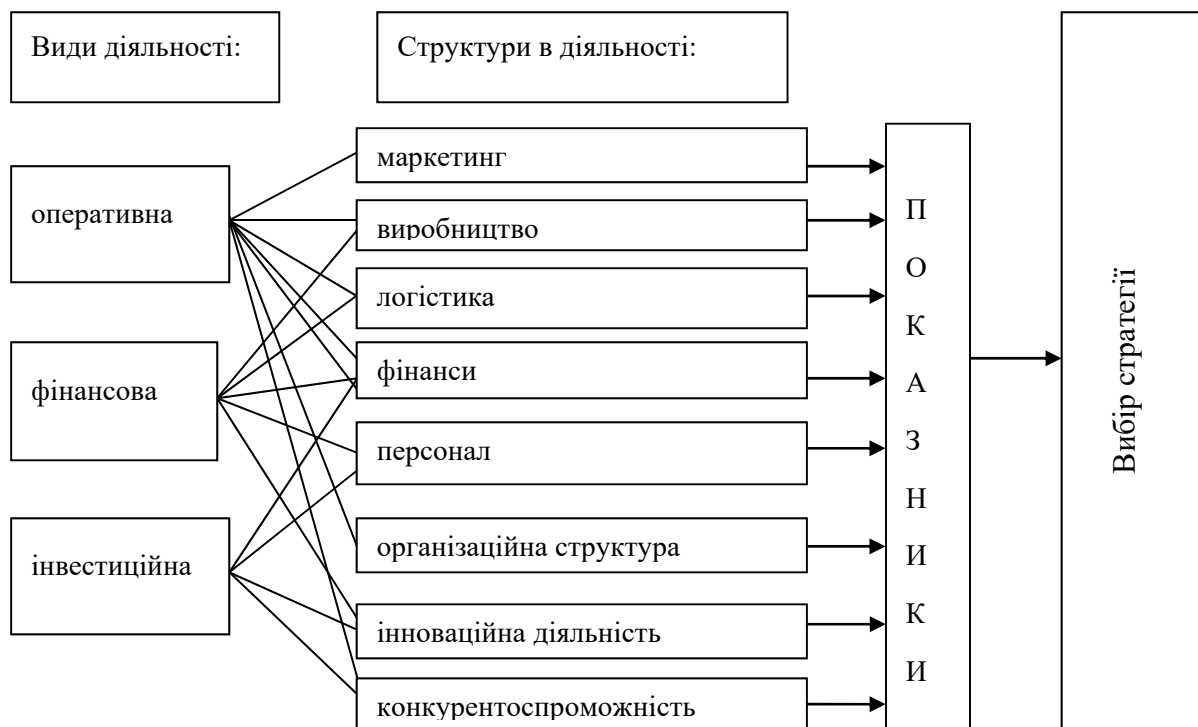 Види діяльності:
Структури в діяльності:
оперативна
фінансова
інвестиційна
маркетинг
виробництво
логістика
фінанси
персонал
організаційна структура
інноваційна діяльність
конкурентоспроможність
П
О
К
А
З
Н
И
К
И
Вибір стратегії